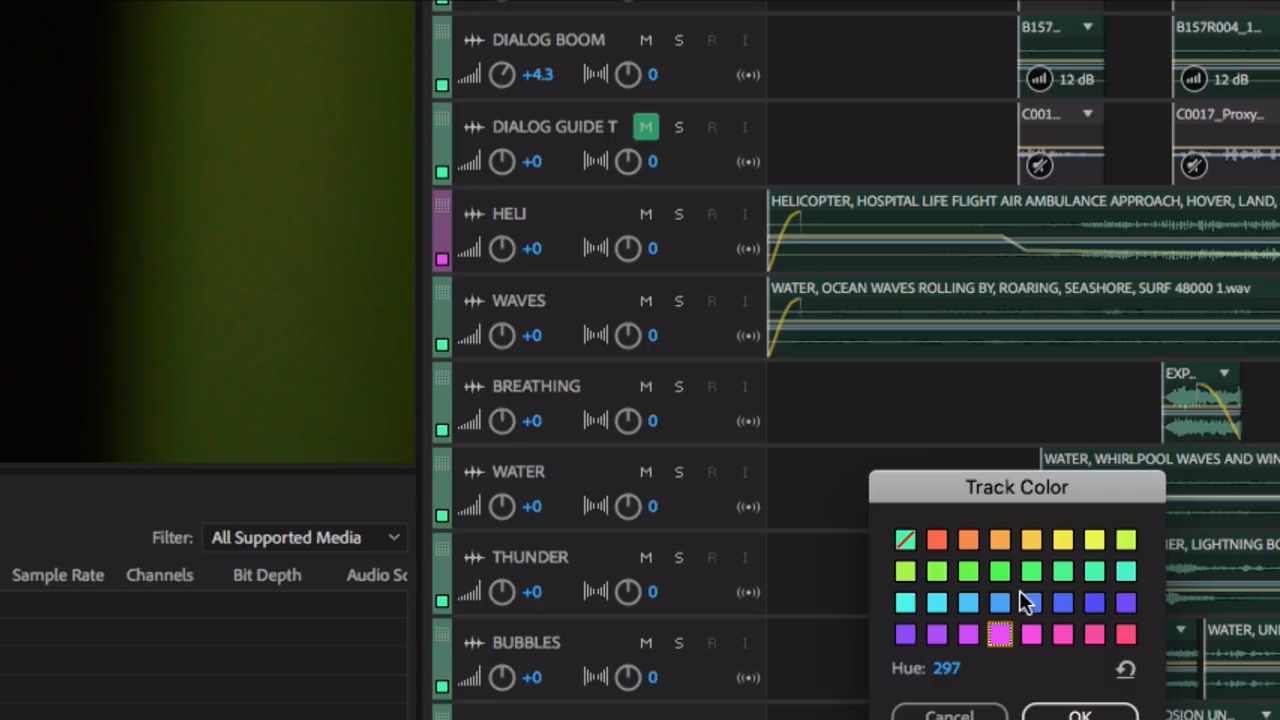 DIALOG BOOM M S R I
+4.3 0
B157... B157R004_1...
12 dB 12 dB
DIALOG GUIDE T M S R I
+0 0
C001... C0017_Proxy...
HELI M S R I
+0 0
HELICOPTER, HOSPITAL LIFE FLIGHT AIR AMBULANCE APPROACH, HOVER, LAND,
WAVES M S R I
+0 0
WATER, OCEAN WAVES ROLLING BY, ROARING, SEASHORE, SURF 48000 1.wav
BREATHING M S R I
+0 0
EXP...
WATER M S R I
+0 0
WATER, WHIRLPOOL WAVES AND WIN
THUNDER M S R I
+0 0
ER, LIGHTNING BO
BUBBLES M S R I
+0 0
WATER, UN
OSION UN...
Filter: All Supported Media
Sample Rate Channels Bit Depth Audio Sc
Track Color
Hue: 297
Cancel OK